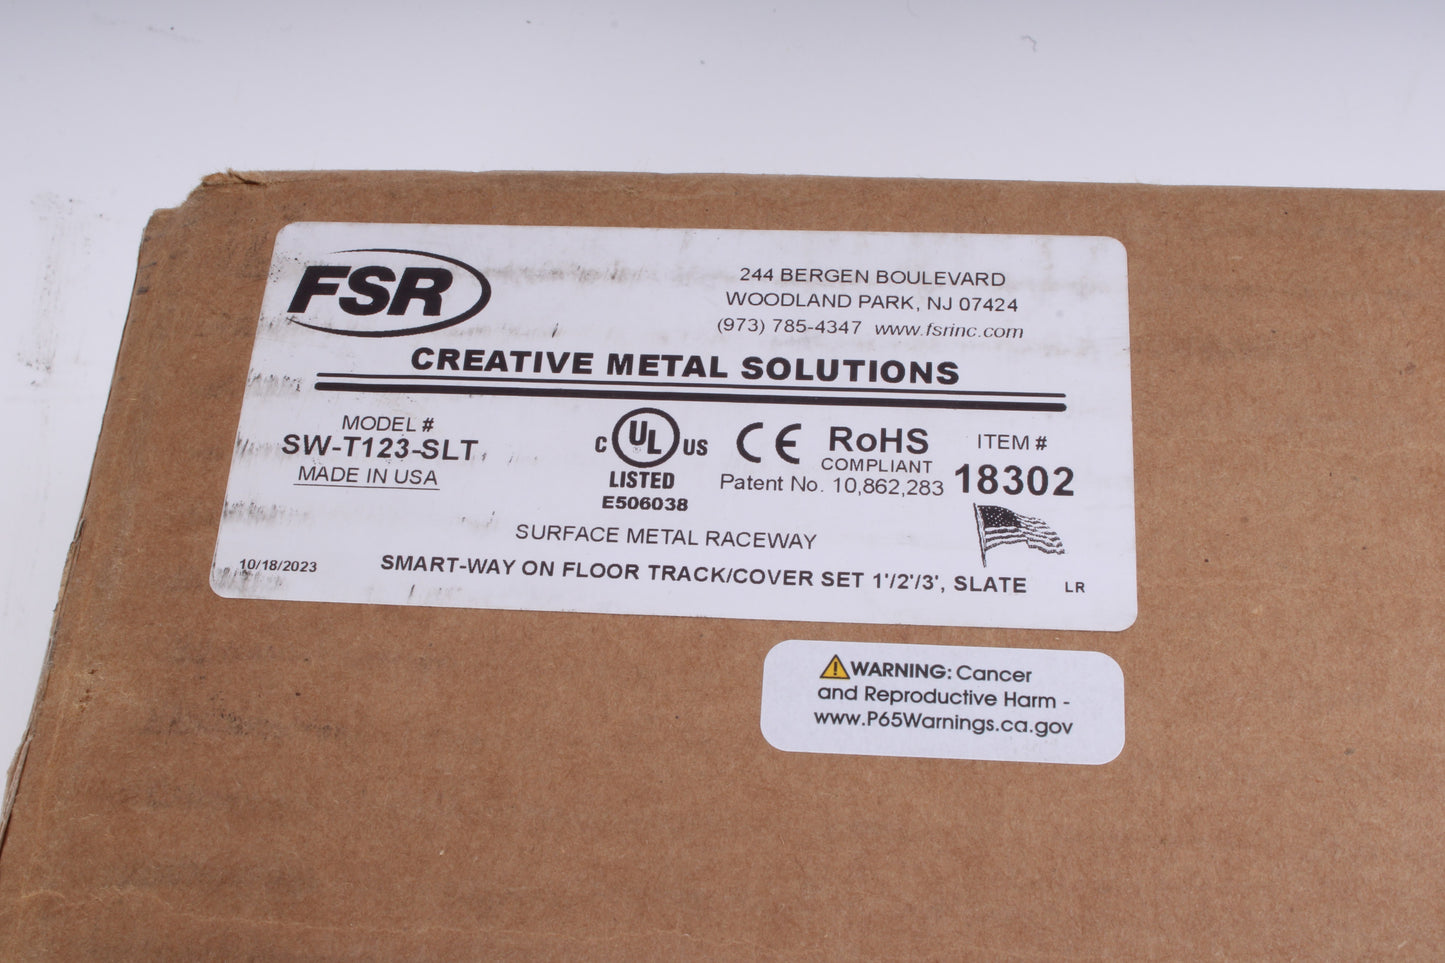 FSR
244 BERGEN BOULEVARD
WOODLAND PARK, NJ 07424
(973) 785-4347 www.fsrinc.com
CREATIVE METAL SOLUTIONS
MODEL #
SW-T123-SLT
MADE IN USA
C UL US
LISTED
E506038
CE
RoHS
COMPLIANT
Patent No. 10,862,283
ITEM #
18302
SURFACE METAL RACEWAY
10/18/2023
SMART-WAY ON FLOOR TRACK/COVER SET 1'/2'/3', SLATE
LR
WARNING: Cancer
and Reproductive Harm -
www.P65Warnings.ca.gov